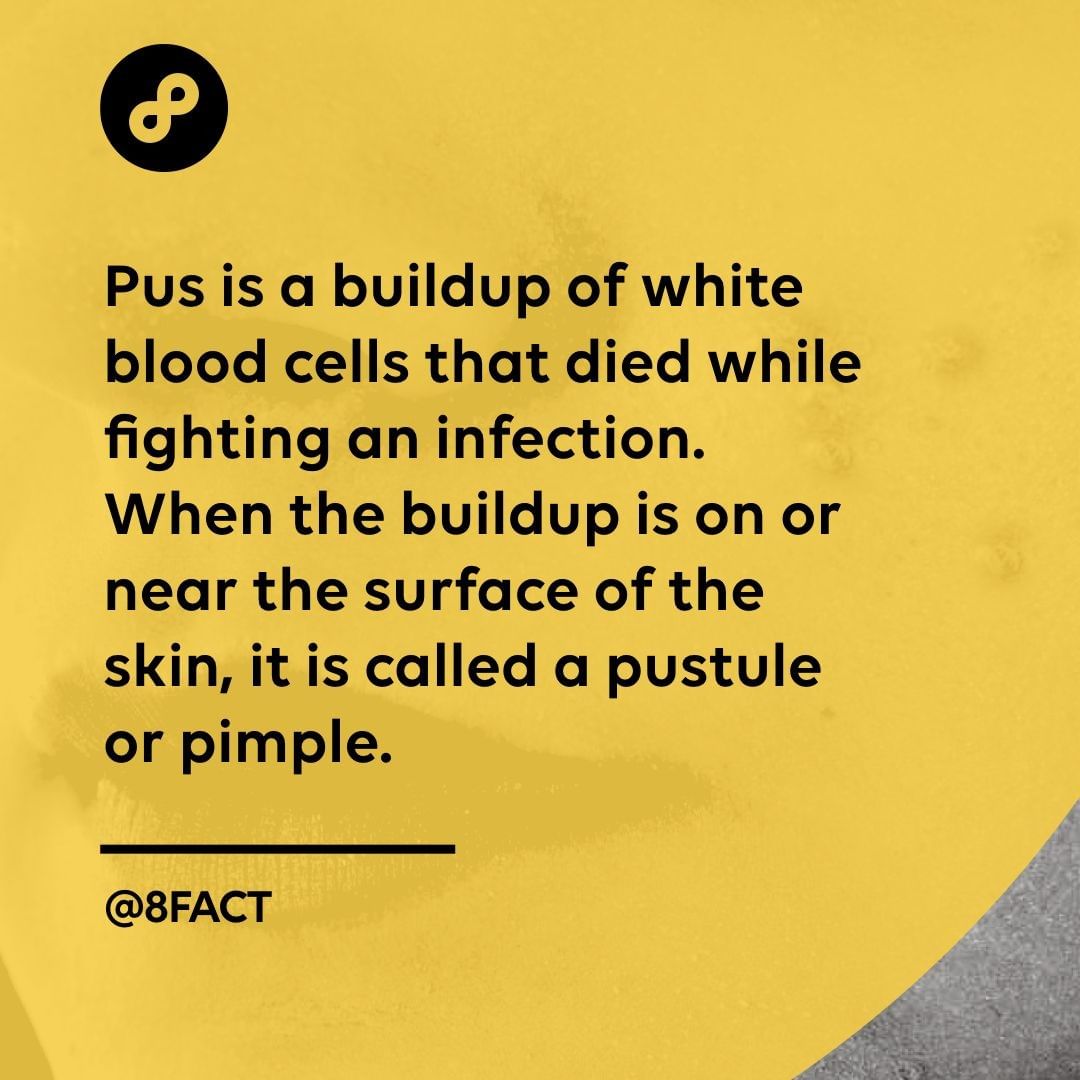 Pus is a buildup of white
blood cells that died while
fighting an infection.
When the buildup is on or
near the surface of the
skin, it is called a pustule
or pimple.
@8FACT